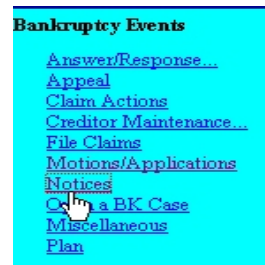 Bankruptcy Events
Answer/Response...
Appeal
Claim Actions
Creditor Maintenance...
File Claims
Motions/Applications
Notices
a BK Case
Miscellaneous
Plan